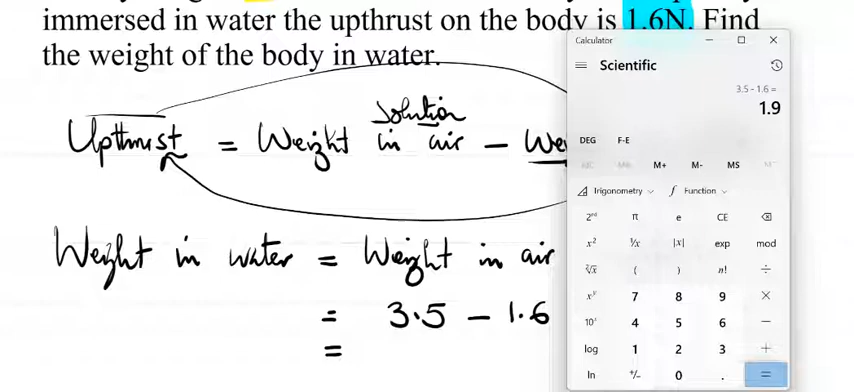 immersed in water the upthrust on the body is 1.6N. Find
the weight of the body in water.
solution
Upthrust = Weight in air −
Weight in water = Weight in air
= 3.5 − 1.6
=
Calculator
Scientific
3.5 - 1.6 =
1.9
DEG F-E
MC MR M+ M- MS M˅
Trigonometry Function
2ⁿᵈ π e CE
x² ¹/x |x| exp mod
²√x ( ) n! ÷
xʸ 7 8 9 ×
10ˣ 4 5 6 −
log 1 2 3 +
ln +/- 0 . =